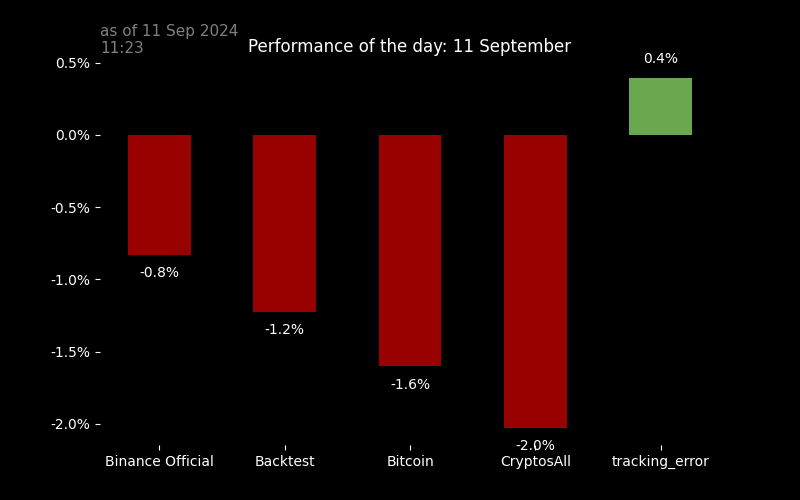 as of 11 Sep 2024
11:23
Performance of the day: 11 September
0.5%
0.4%
0.0%
-0.5%
-0.8%
-1.0%
-1.2%
-1.5%
-1.6%
-2.0%
-2.0%
Binance Official
Backtest
Bitcoin
CryptosAll
tracking_error